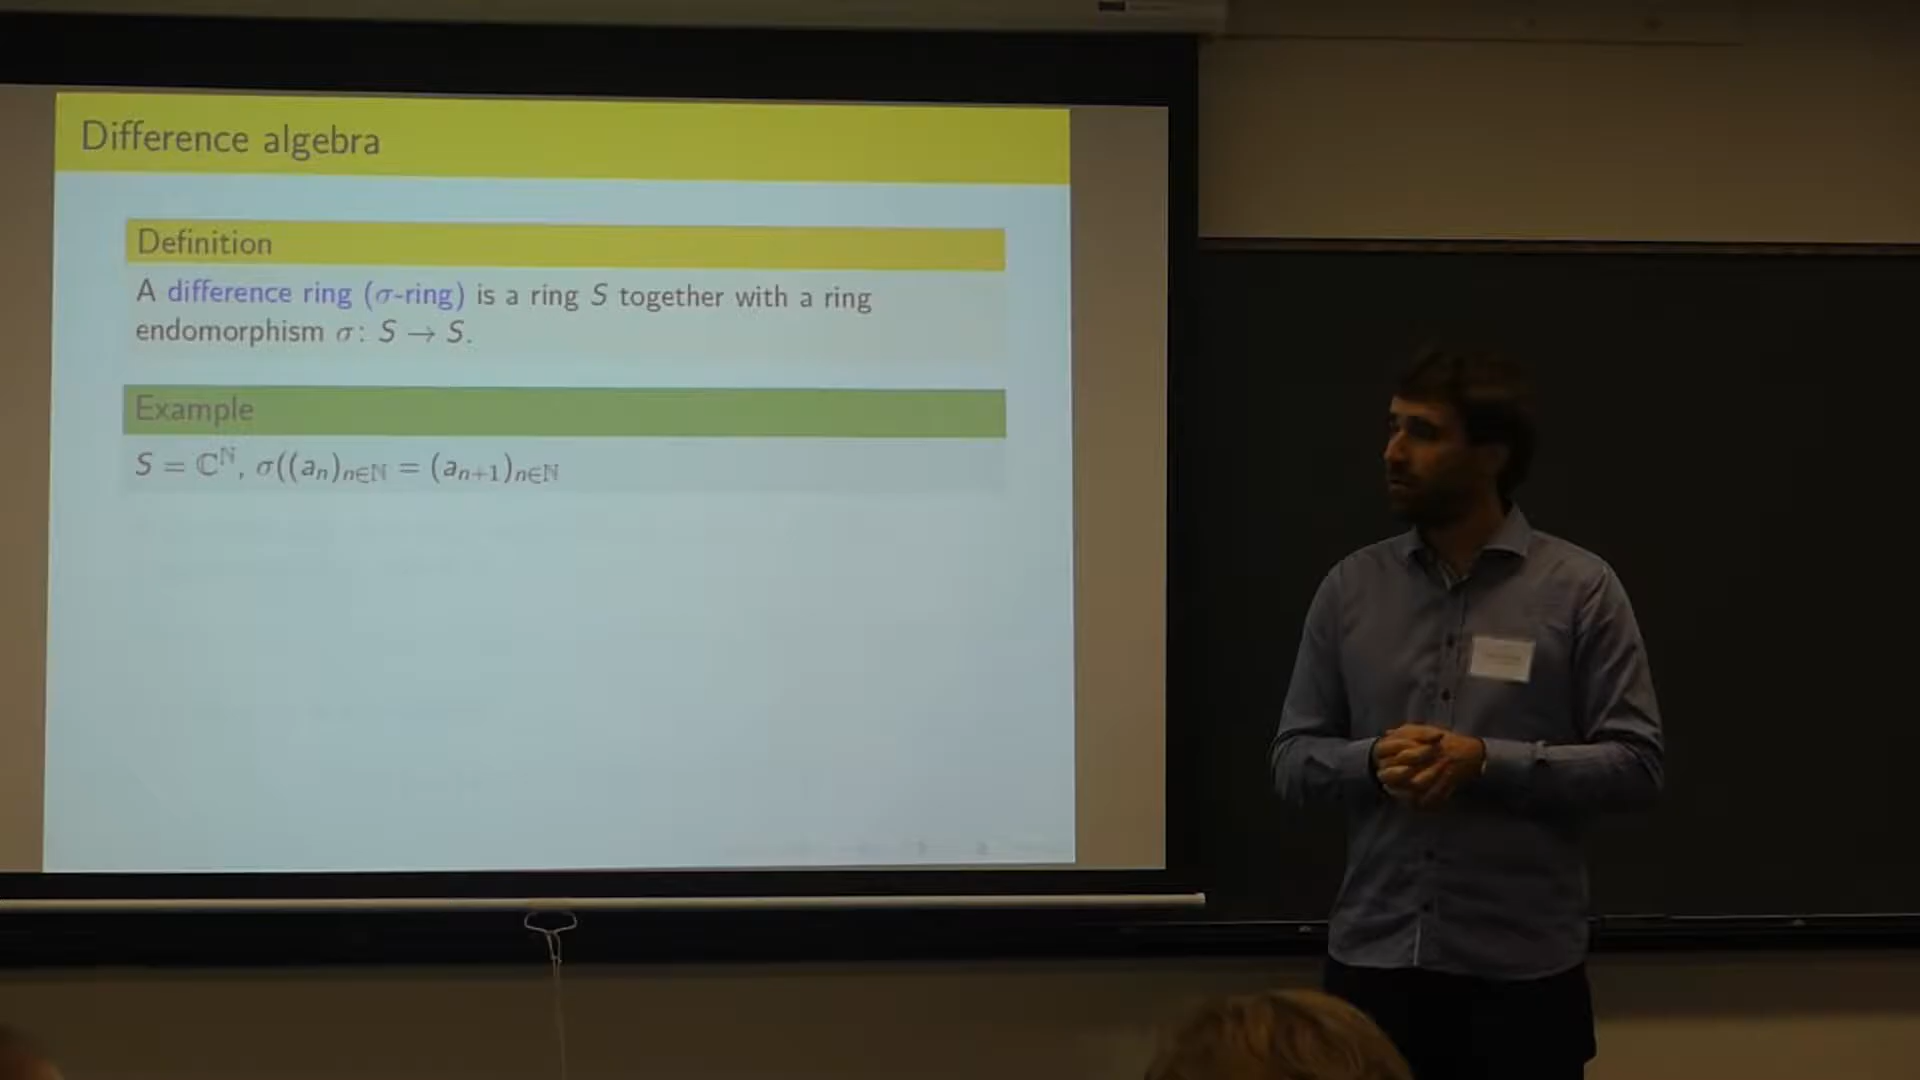 Difference algebra
Definition
A difference ring (σ-ring) is a ring S together with a ring
endomorphism σ: S → S.
Example
S = ℂ^ℕ, σ((a_n)_{n∈ℕ} = (a_{n+1})_{n∈ℕ}